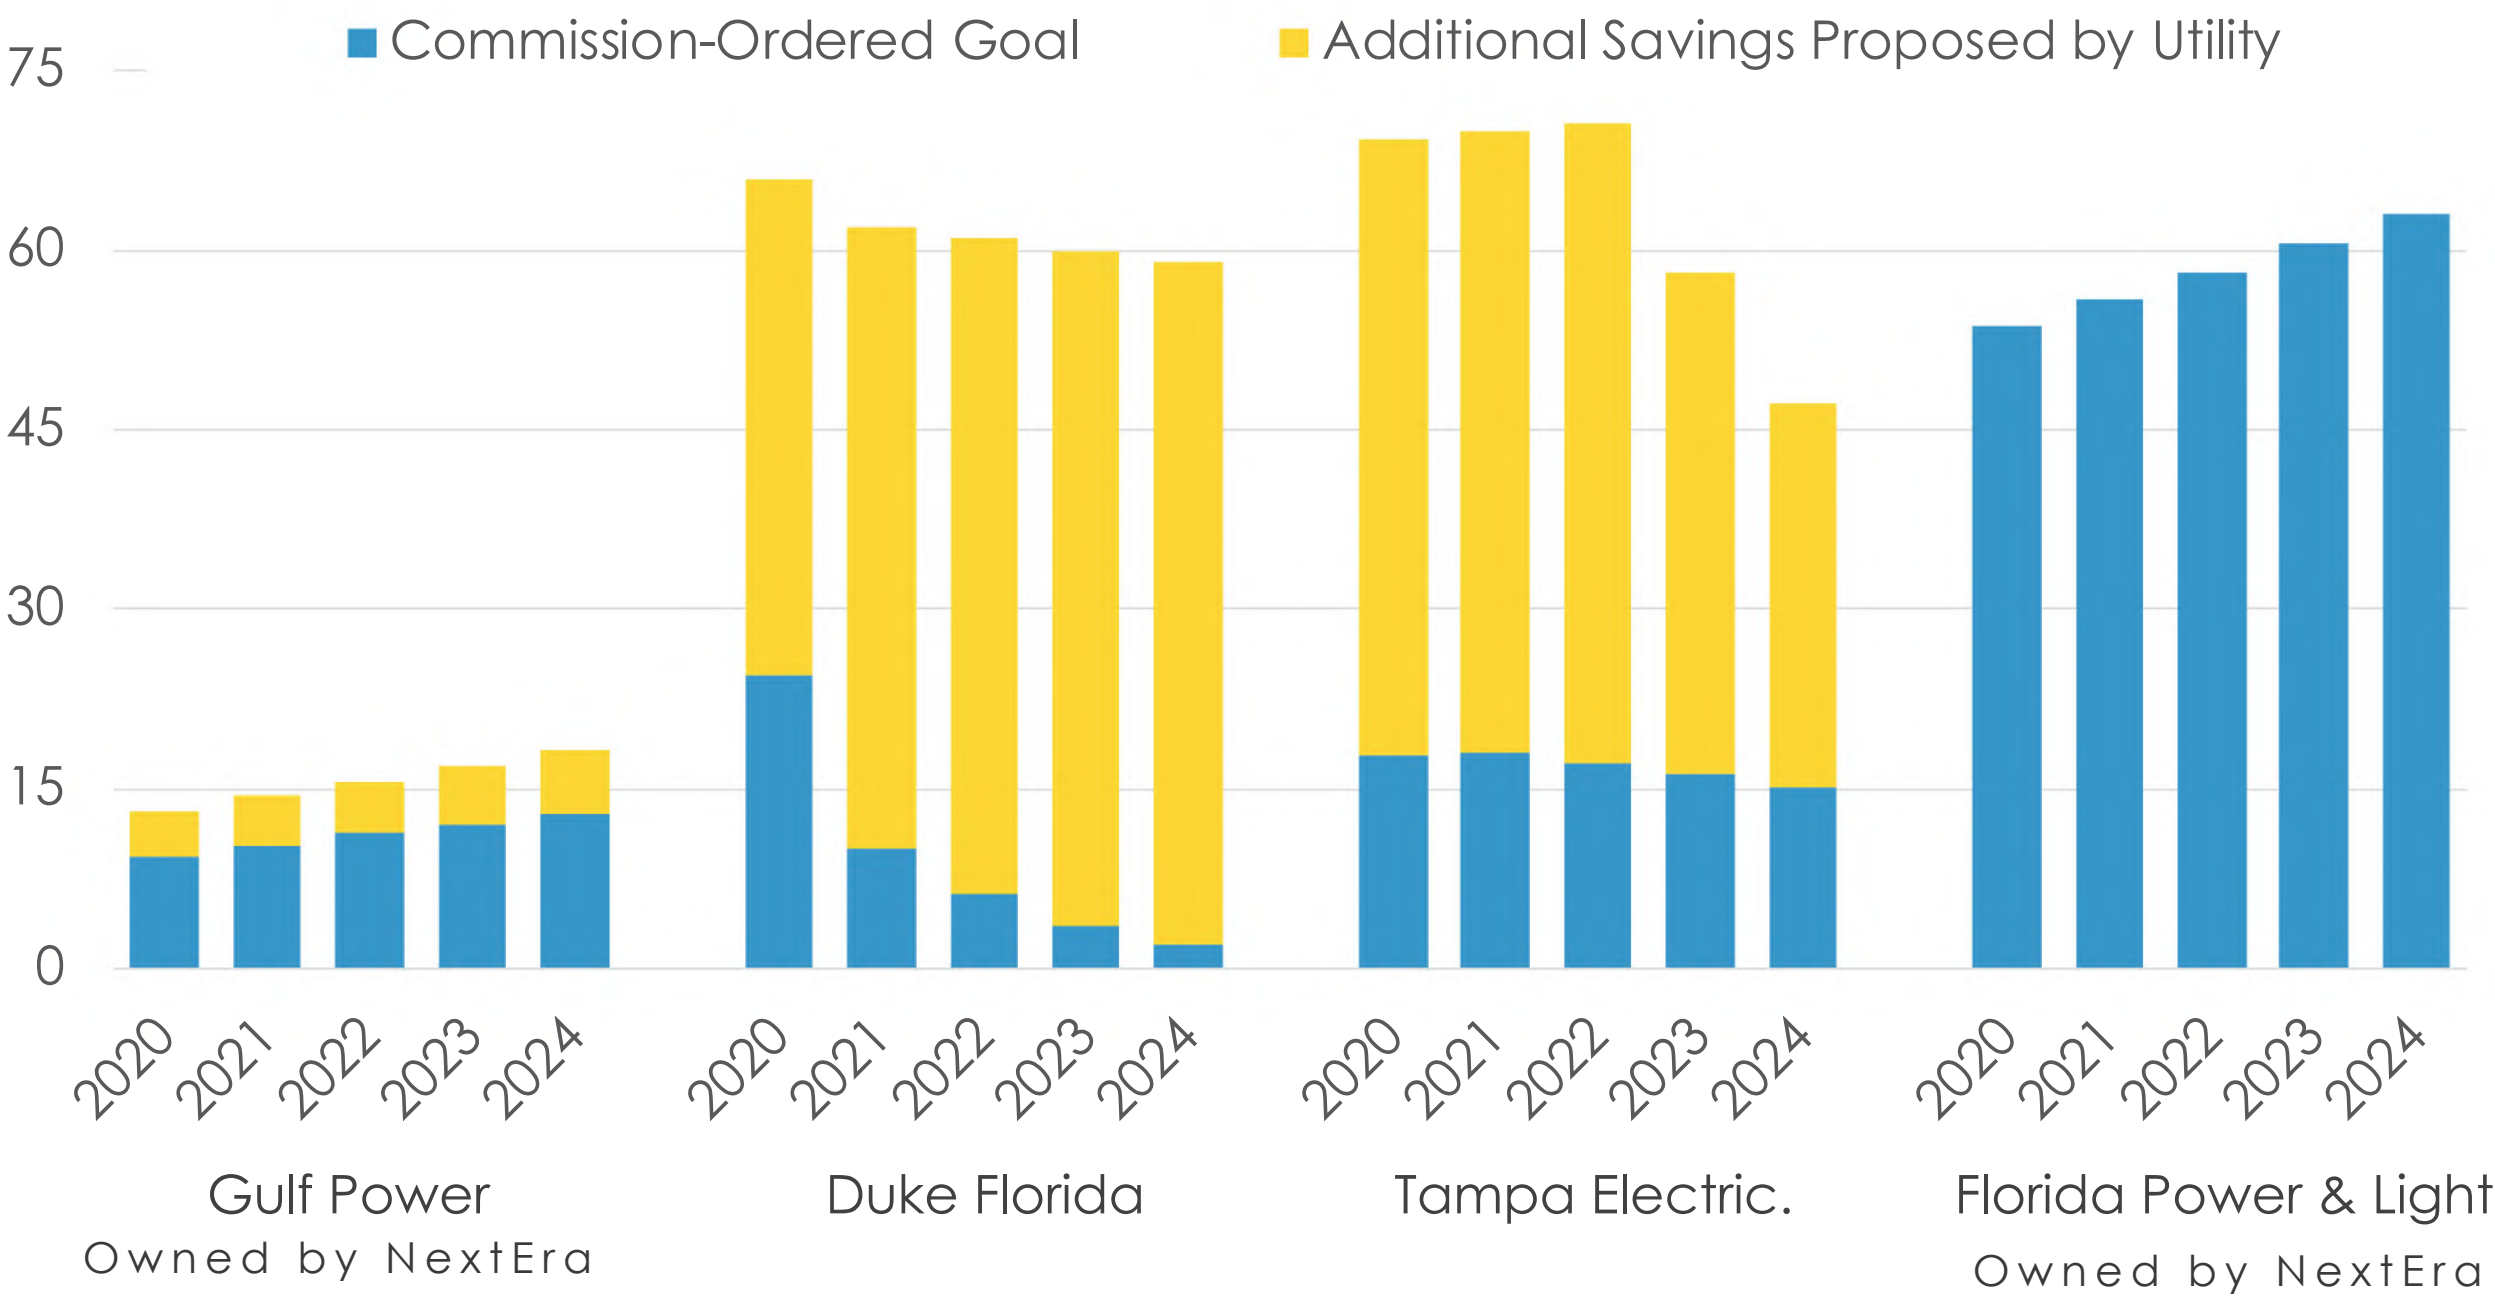 Commission-Ordered Goal
Additional Savings Proposed by Utility
75
60
45
30
15
0
2020 2021 2022 2023 2024 2020 2021 2022 2023 2024 2020 2021 2022 2023 2024 2020 2021 2022 2023 2024
Gulf Power Duke Florida Tampa Electric. Florida Power & Light
Owned by NextEra Owned by NextEra